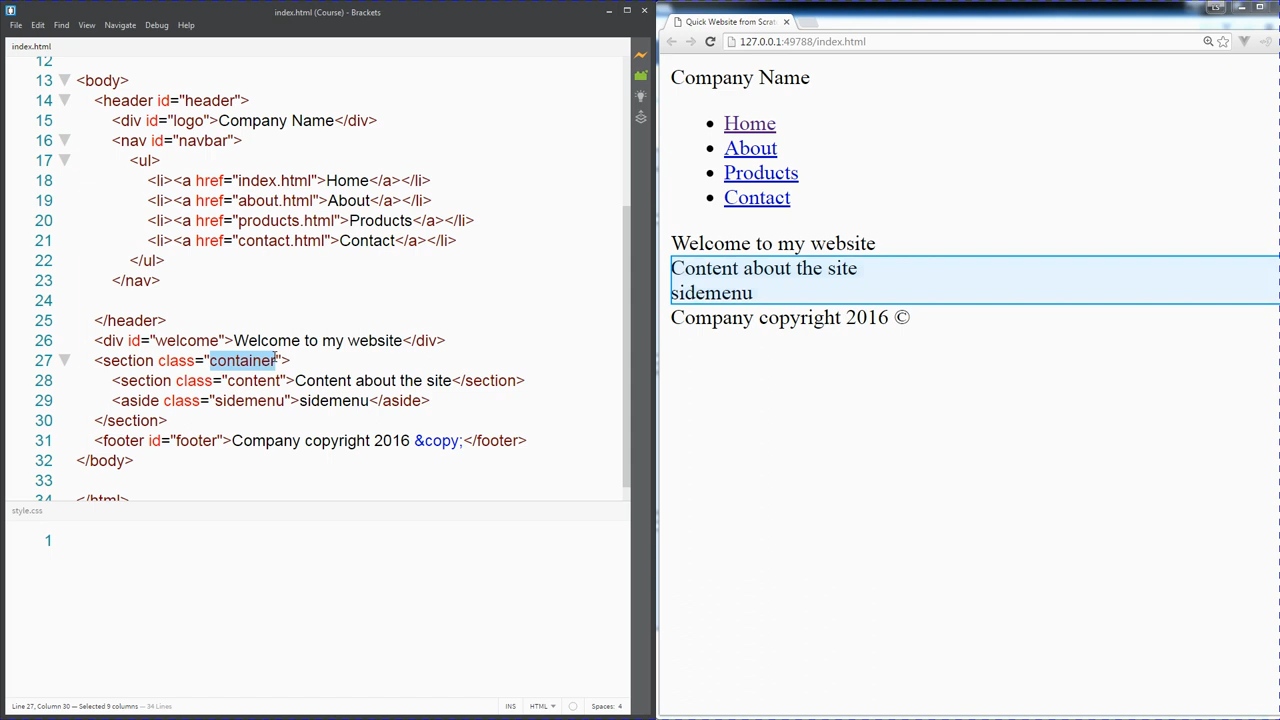 index.html (Course) - Brackets
File Edit Find View Navigate Debug Help
index.html
12
13 <body>
14 <header id="header">
15 <div id="logo">Company Name</div>
16 <nav id="navbar">
17 <ul>
18 <li><a href="index.html">Home</a></li>
19 <li><a href="about.html">About</a></li>
20 <li><a href="products.html">Products</a></li>
21 <li><a href="contact.html">Contact</a></li>
22 </ul>
23 </nav>
24
25 </header>
26 <div id="welcome">Welcome to my website</div>
27 <section class="container">
28 <section class="content">Content about the site</section>
29 <aside class="sidemenu">sidemenu</aside>
30 </section>
31 <footer id="footer">Company copyright 2016 &copy;</footer>
32 </body>
33
34 </html>
style.css
1
Line 27, Column 30 — Selected 9 columns — 34 Lines
INS HTML Spaces: 4
Quick Website from Scrat
127.0.0.1:49788/index.html
Company Name
Home
About
Products
Contact
Welcome to my website
Content about the site
sidemenu
Company copyright 2016 ©